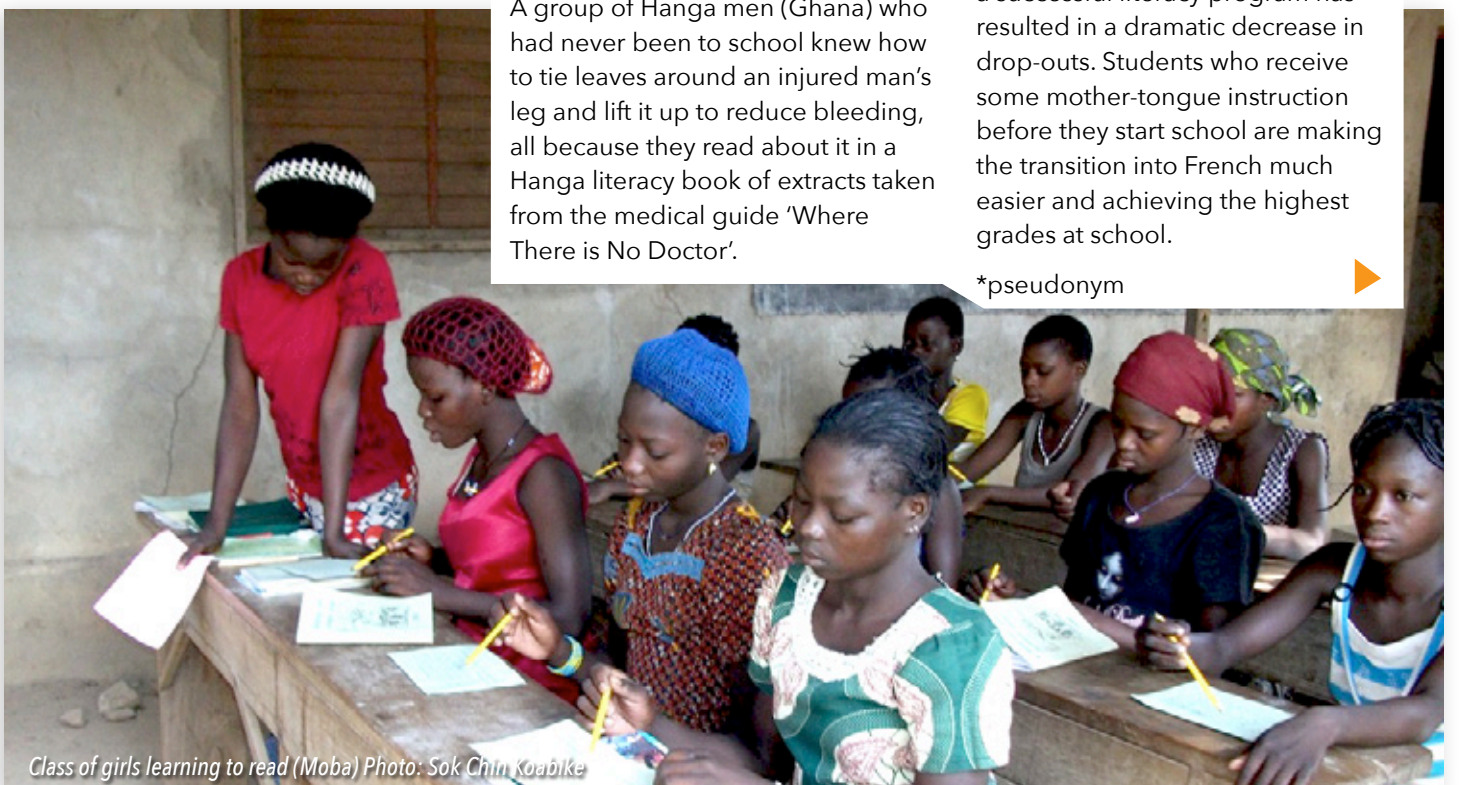 A group of Hanga men (Ghana) who
had never been to school knew how
to tie leaves around an injured man's
leg and lift it up to reduce bleeding,
all because they read about it in a
Hanga literacy book of extracts taken
from the medical guide ‘Where
There is No Doctor’.
a successful literacy program has
resulted in a dramatic decrease in
drop-outs. Students who receive
some mother-tongue instruction
before they start school are making
the transition into French much
easier and achieving the highest
grades at school.
*pseudonym
Class of girls learning to read (Moba) Photo: Sok Chin Koabike